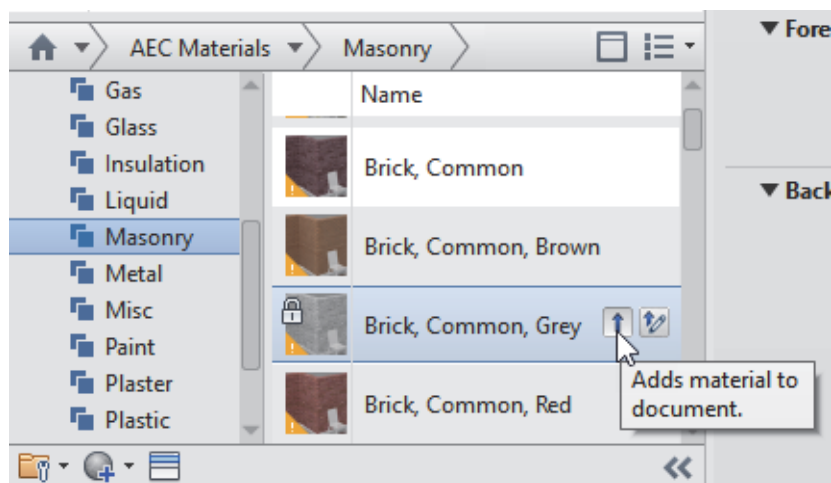 AEC Materials
Masonry
Fore
Gas
Glass
Insulation
Liquid
Masonry
Metal
Misc
Paint
Plaster
Plastic
Name
Brick, Common
Brick, Common, Brown
Brick, Common, Grey
Brick, Common, Red
Adds material to
document.
Back